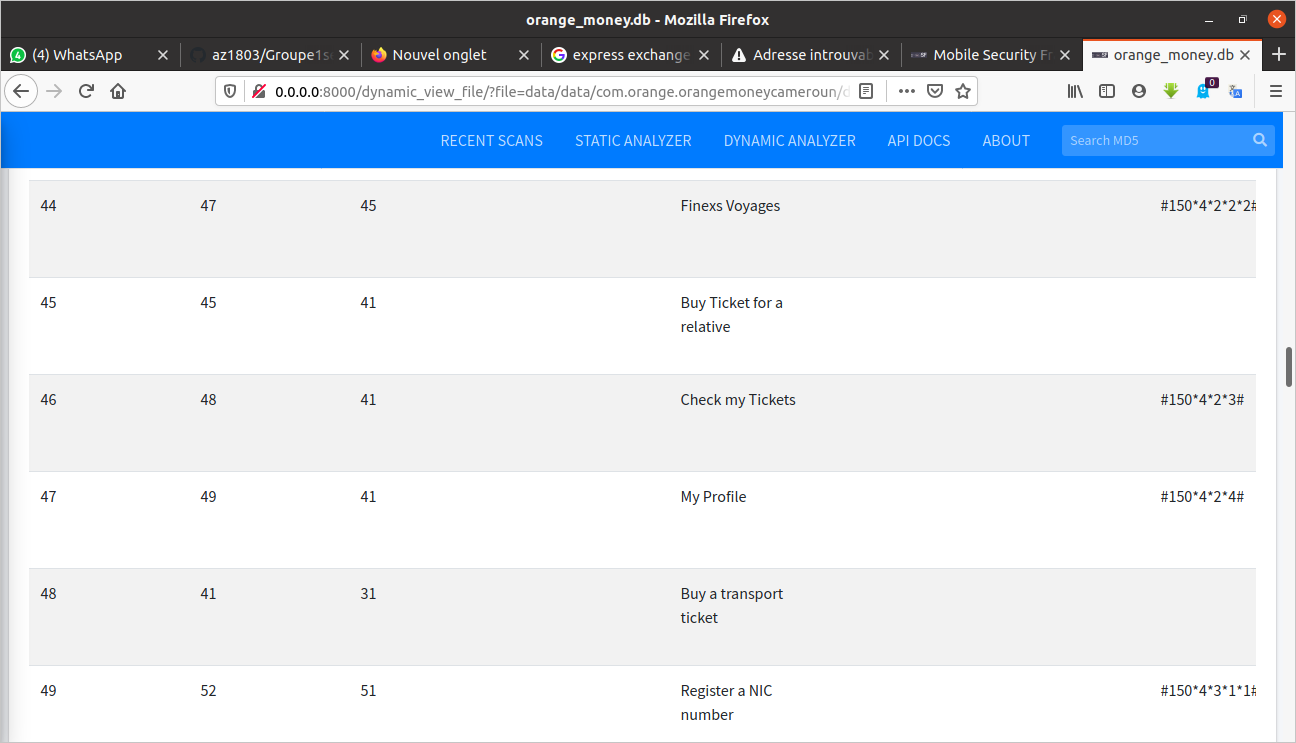 orange_money.db - Mozilla Firefox
(4) WhatsApp
az1803/Groupe1s
Nouvel onglet
express exchange
Adresse introuvab
Mobile Security Fr
orange_money.db
0.0.0.0:8000/dynamic_view_file/?file=data/data/com.orange.orangemoneycameroun/d
0
RECENT SCANS STATIC ANALYZER DYNAMIC ANALYZER API DOCS ABOUT Search MD5
44 47 45 Finexs Voyages #150*4*2*2*2#
45 45 41 Buy Ticket for a
relative
46 48 41 Check my Tickets #150*4*2*3#
47 49 41 My Profile #150*4*2*4#
48 41 31 Buy a transport
ticket
49 52 51 Register a NIC #150*4*3*1*1#
number